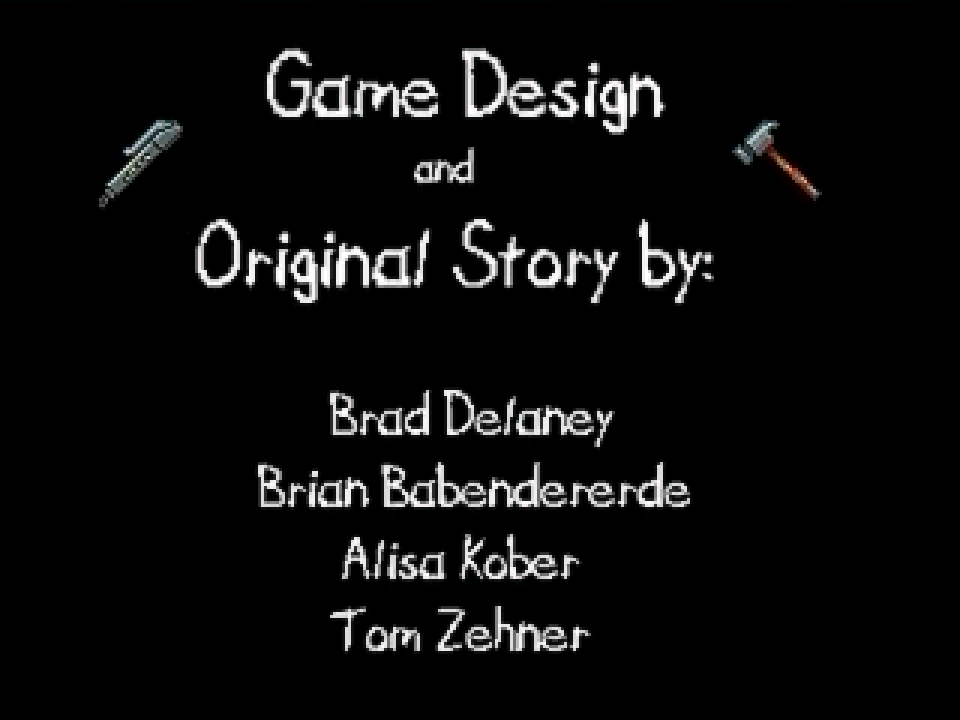 Game Design
and
Original Story by:
Brad Delaney
Brian Babendererde
Alisa Kober
Tom Zehner